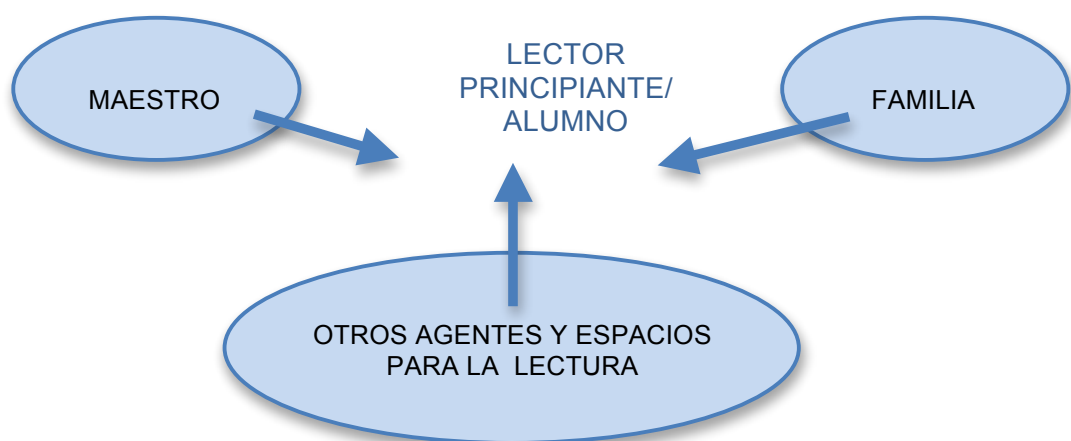 LECTOR
PRINCIPIANTE/
ALUMNO
MAESTRO
FAMILIA
OTROS AGENTES Y ESPACIOS
PARA LA LECTURA